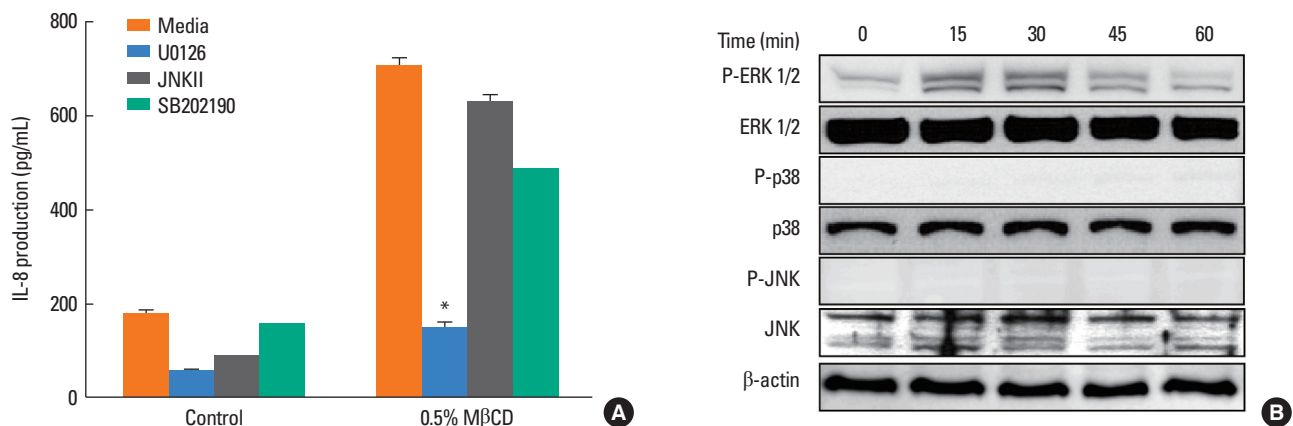 800
600
400
200
0
IL-8 production (pg/mL)
Media
U0126
JNKII
SB202190
*
Control
0.5% MβCD
A
Time (min) 0 15 30 45 60
P-ERK 1/2
ERK 1/2
P-p38
p38
P-JNK
JNK
β-actin
B